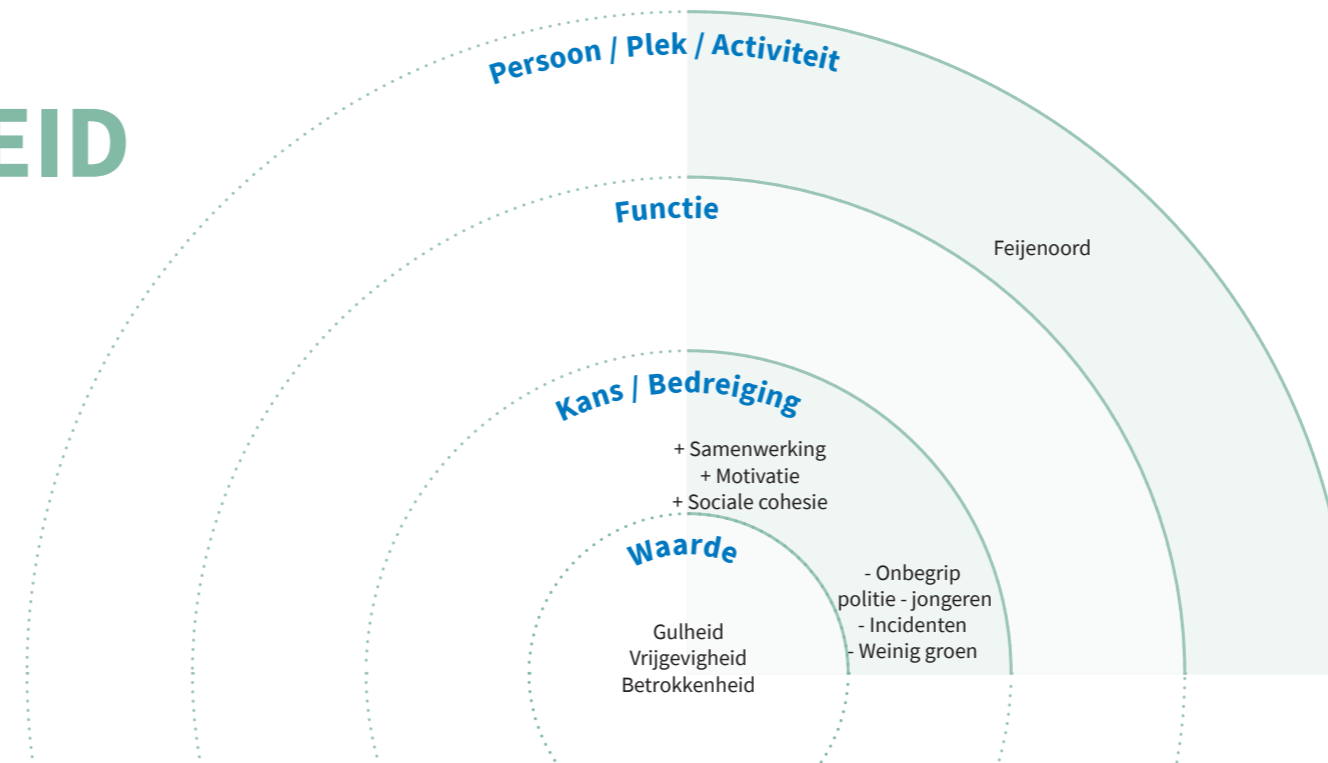 EID
Persoon / Plek / Activiteit
Functie
Feijenoord
Kans / Bedreiging
+ Samenwerking
+ Motivatie
+ Sociale cohesie
Waarde
- Onbegrip
politie - jongeren
- Incidenten
- Weinig groen
Gulheid
Vrijgevigheid
Betrokkenheid